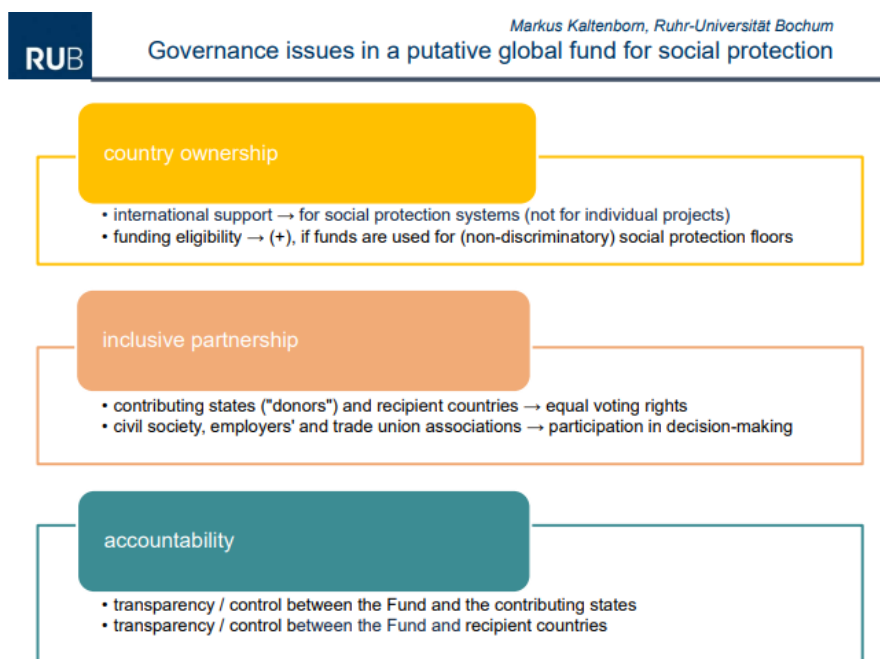 Markus Kaltenborn, Ruhr-Universität Bochum
RUB
Governance issues in a putative global fund for social protection
country ownership
• international support → for social protection systems (not for individual projects)
• funding eligibility → (+), if funds are used for (non-discriminatory) social protection floors
inclusive partnership
• contributing states ("donors") and recipient countries → equal voting rights
• civil society, employers' and trade union associations → participation in decision-making
accountability
• transparency / control between the Fund and the contributing states
• transparency / control between the Fund and recipient countries